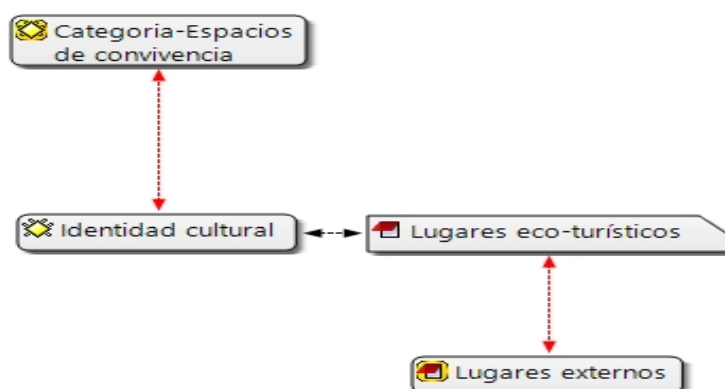 Categoria-Espacios
de convivencia
Identidad cultural
Lugares eco-turísticos
Lugares externos